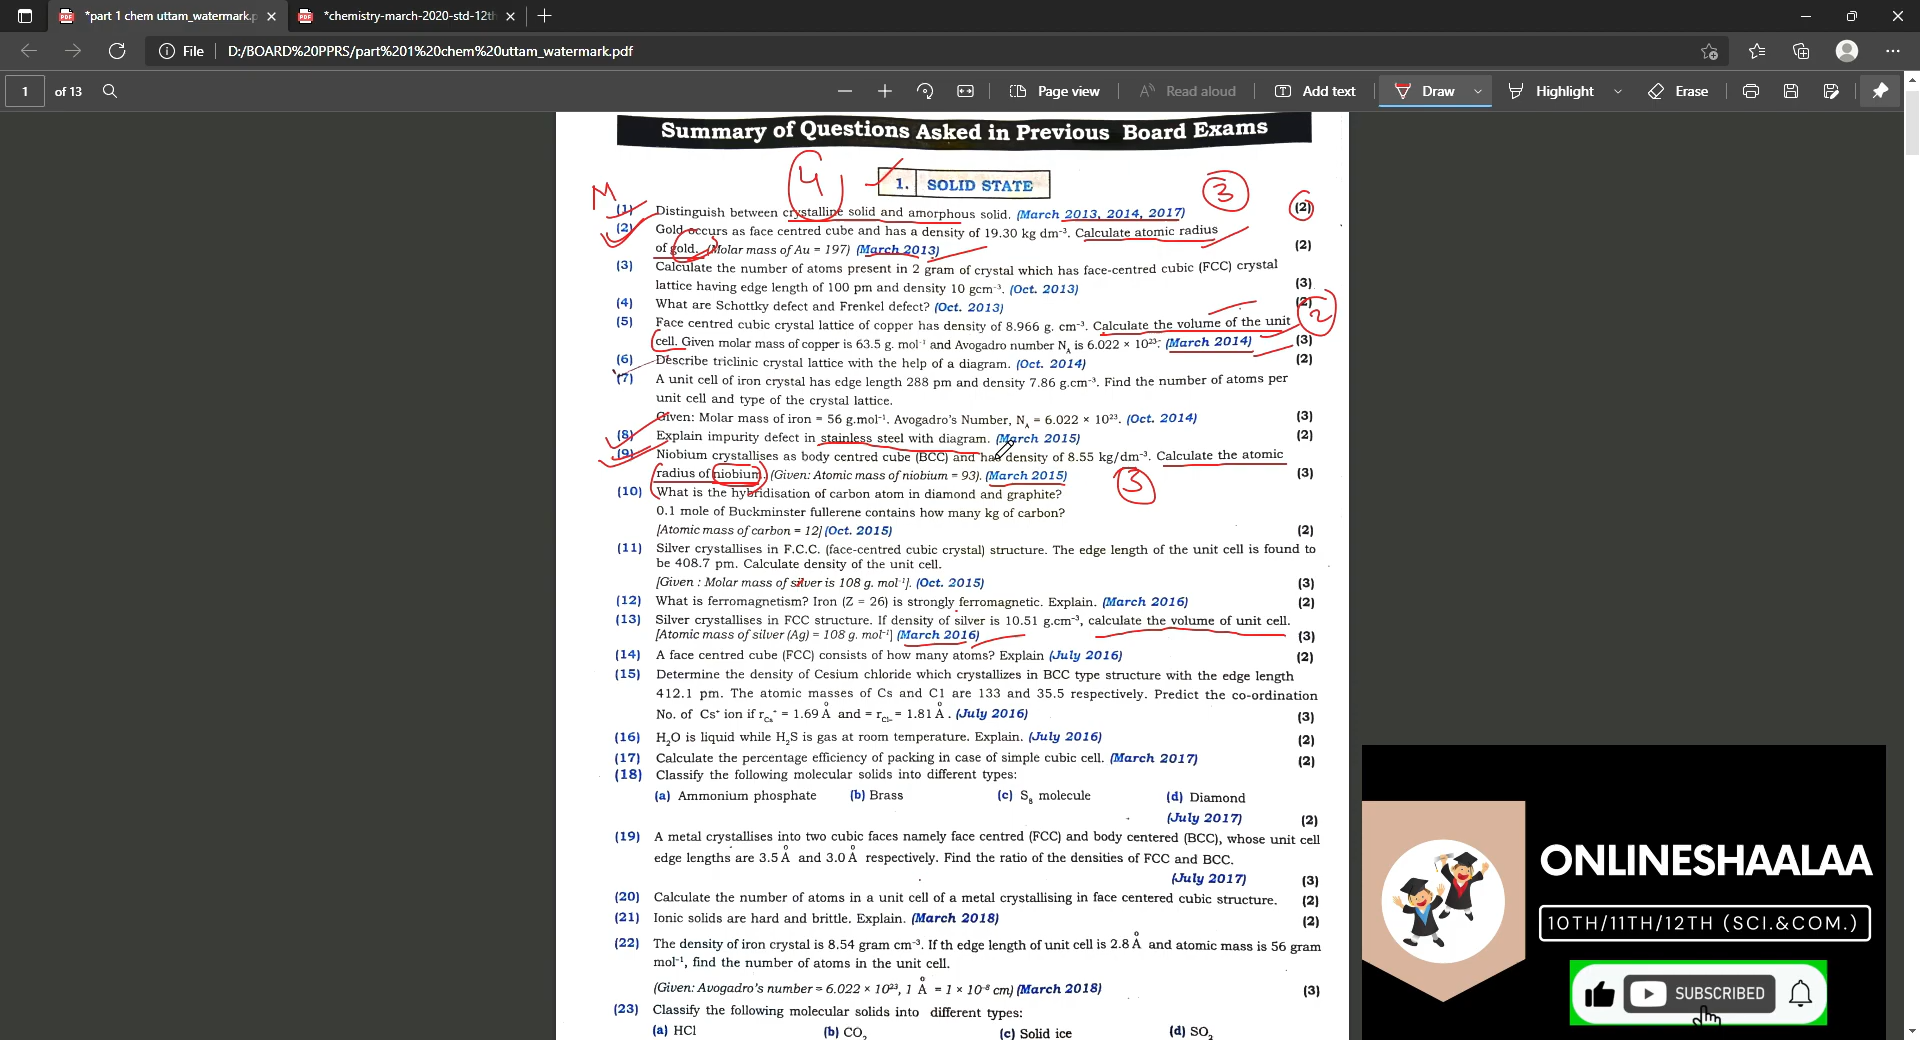 *part 1 chem uttam_watermark.p
*chemistry-march-2020-std-12th
File D:/BOARD%20PPRS/part%201%20chem%20uttam_watermark.pdf
1 of 13 Page view Read aloud Add text Draw Highlight Erase
Summary of Questions Asked in Previous Board Exams
4
1. SOLID STATE
3
M
(1) Distinguish between crystalline solid and amorphous solid. (March 2013, 2014, 2017) (2)
(2) Gold occurs as face centred cube and has a density of 19.30 kg dm⁻³. Calculate atomic radius
of gold. (Molar mass of Au = 197) (March 2013) (2)
(3) Calculate the number of atoms present in 2 gram of crystal which has face-centred cubic (FCC) crystal
lattice having edge length of 100 pm and density 10 gcm⁻³. (Oct. 2013) (3)
(4) What are Schottky defect and Frenkel defect? (Oct. 2013) (2)
2
(5) Face centred cubic crystal lattice of copper has density of 8.966 g. cm⁻³. Calculate the volume of the unit
cell. Given molar mass of copper is 63.5 g. mol⁻¹ and Avogadro number N_A is 6.022 × 10²³. (March 2014) (3)
(6) Describe triclinic crystal lattice with the help of a diagram. (Oct. 2014) (2)
(7) A unit cell of iron crystal has edge length 288 pm and density 7.86 g.cm⁻³. Find the number of atoms per
unit cell and type of the crystal lattice.
Given: Molar mass of iron = 56 g.mol⁻¹. Avogadro's Number, N_A = 6.022 × 10²³. (Oct. 2014) (3)
(8) Explain impurity defect in stainless steel with diagram. (March 2015) (2)
(9) Niobium crystallises as body centred cube (BCC) and has density of 8.55 kg/dm⁻³. Calculate the atomic
radius of niobium. (Given: Atomic mass of niobium = 93). (March 2015) (3)
3
(10) What is the hybridisation of carbon atom in diamond and graphite?
0.1 mole of Buckminster fullerene contains how many kg of carbon?
[Atomic mass of carbon = 12] (Oct. 2015) (2)
(11) Silver crystallises in F.C.C. (face-centred cubic crystal) structure. The edge length of the unit cell is found to
be 408.7 pm. Calculate density of the unit cell.
[Given : Molar mass of silver is 108 g. mol⁻¹]. (Oct. 2015) (3)
(12) What is ferromagnetism? Iron (Z = 26) is strongly ferromagnetic. Explain. (March 2016) (2)
(13) Silver crystallises in FCC structure. If density of silver is 10.51 g.cm⁻³, calculate the volume of unit cell.
[Atomic mass of silver (Ag) = 108 g. mol⁻¹] (March 2016) (3)
(14) A face centred cube (FCC) consists of how many atoms? Explain (July 2016) (2)
(15) Determine the density of Cesium chloride which crystallizes in BCC type structure with the edge length
412.1 pm. The atomic masses of Cs and C1 are 133 and 35.5 respectively. Predict the co-ordination
No. of Cs⁺ ion if r_Cs⁺ = 1.69 Å and = r_Cl₋ = 1.81 Å . (July 2016) (3)
(16) H₂O is liquid while H₂S is gas at room temperature. Explain. (July 2016) (2)
(17) Calculate the percentage efficiency of packing in case of simple cubic cell. (March 2017) (2)
(18) Classify the following molecular solids into different types:
(a) Ammonium phosphate (b) Brass (c) S₈ molecule (d) Diamond
(July 2017) (2)
(19) A metal crystallises into two cubic faces namely face centred (FCC) and body centered (BCC), whose unit cell
edge lengths are 3.5 Å and 3.0 Å respectively. Find the ratio of the densities of FCC and BCC.
(July 2017) (3)
(20) Calculate the number of atoms in a unit cell of a metal crystallising in face centered cubic structure. (2)
(21) Ionic solids are hard and brittle. Explain. (March 2018) (2)
(22) The density of iron crystal is 8.54 gram cm⁻³. If th edge length of unit cell is 2.8 Å and atomic mass is 56 gram
mol⁻¹, find the number of atoms in the unit cell.
(Given: Avogadro's number = 6.022 × 10²³, 1 Å = 1 × 10⁻⁸ cm) (March 2018) (3)
(23) Classify the following molecular solids into different types:
(a) HCl (b) CO₂ (c) Solid ice (d) SO₂
ONLINESHAALAA
10TH/11TH/12TH (SCI.&COM.)
SUBSCRIBED